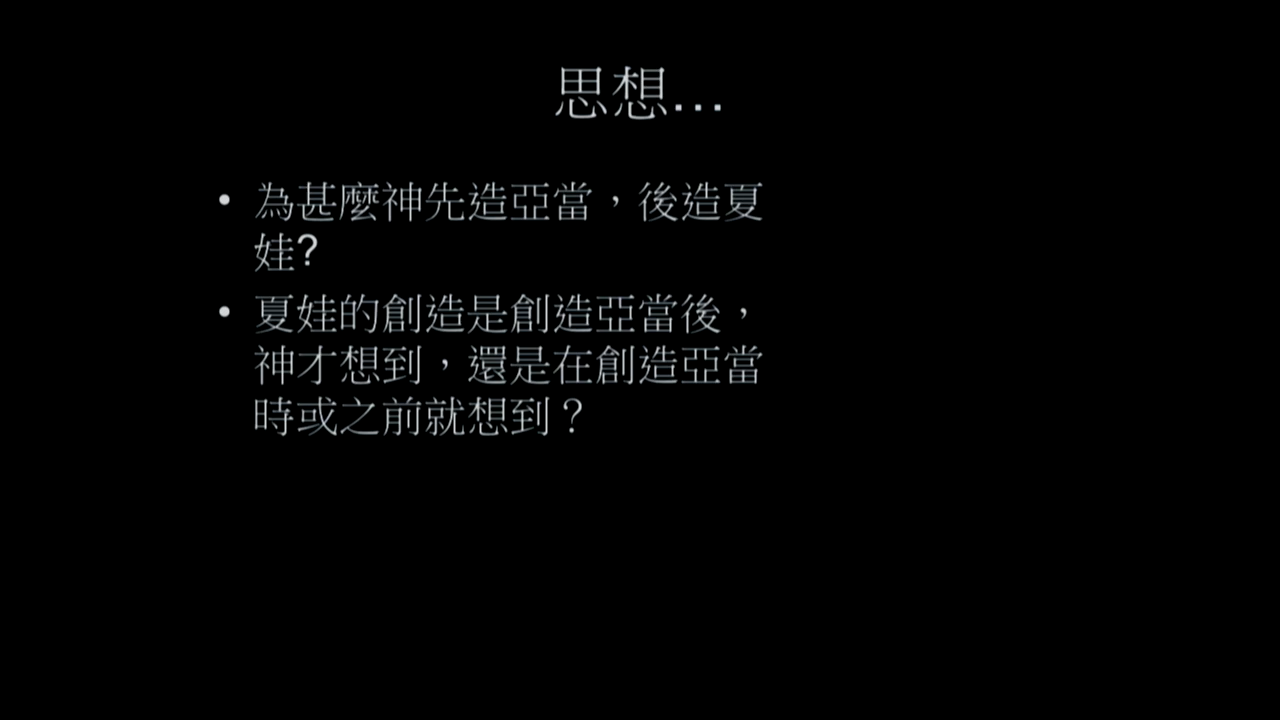 思想...
• 為甚麼神先造亞當，後造夏
娃?
• 夏娃的創造是創造亞當後，
神才想到，還是在創造亞當
時或之前就想到？